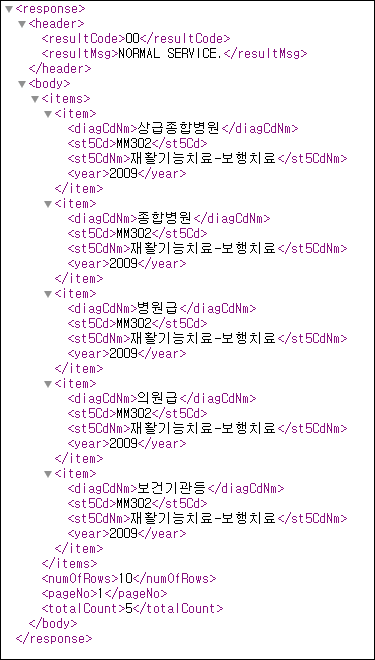 ▼<response>
▼<header>
<resultCode>00</resultCode>
<resultMsg>NORMAL SERVICE.</resultMsg>
</header>
▼<body>
▼<items>
▼<item>
<diagCdNm>상급종합병원</diagCdNm>
<st5Cd>MM302</st5Cd>
<st5CdNm>재활기능치료-보행치료</st5CdNm>
<year>2009</year>
</item>
▼<item>
<diagCdNm>종합병원</diagCdNm>
<st5Cd>MM302</st5Cd>
<st5CdNm>재활기능치료-보행치료</st5CdNm>
<year>2009</year>
</item>
▼<item>
<diagCdNm>병원급</diagCdNm>
<st5Cd>MM302</st5Cd>
<st5CdNm>재활기능치료-보행치료</st5CdNm>
<year>2009</year>
</item>
▼<item>
<diagCdNm>의원급</diagCdNm>
<st5Cd>MM302</st5Cd>
<st5CdNm>재활기능치료-보행치료</st5CdNm>
<year>2009</year>
</item>
▼<item>
<diagCdNm>보건기관등</diagCdNm>
<st5Cd>MM302</st5Cd>
<st5CdNm>재활기능치료-보행치료</st5CdNm>
<year>2009</year>
</item>
</items>
<numOfRows>10</numOfRows>
<pageNo>1</pageNo>
<totalCount>5</totalCount>
</body>
</response>